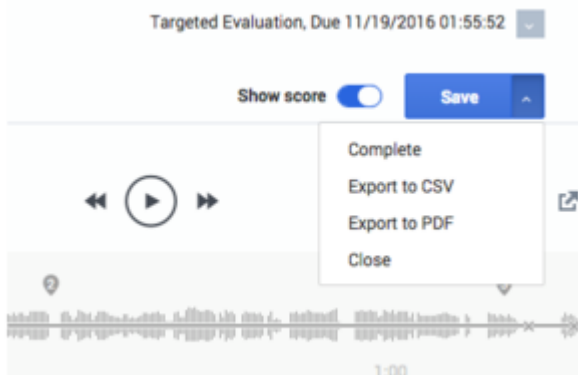 Targeted Evaluation, Due 11/19/2016 01:55:52
Show score Save
Complete
Export to CSV
Export to PDF
Close
2
1:00